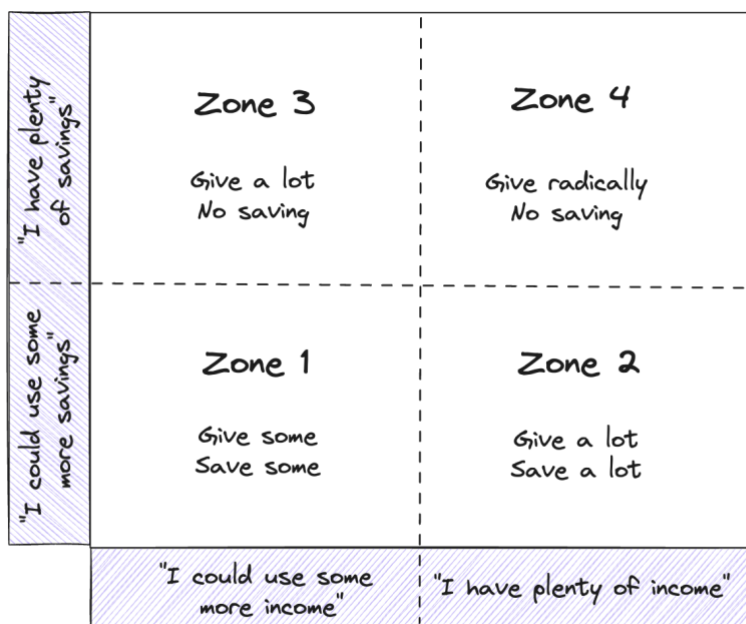 "I have plenty
of savings"
Zone 3
Give a lot
No saving
Zone 4
Give radically
No saving
"I could use some
more savings"
Zone 1
Give some
Save some
Zone 2
Give a lot
Save a lot
"I could use some
more income"
"I have plenty of income"